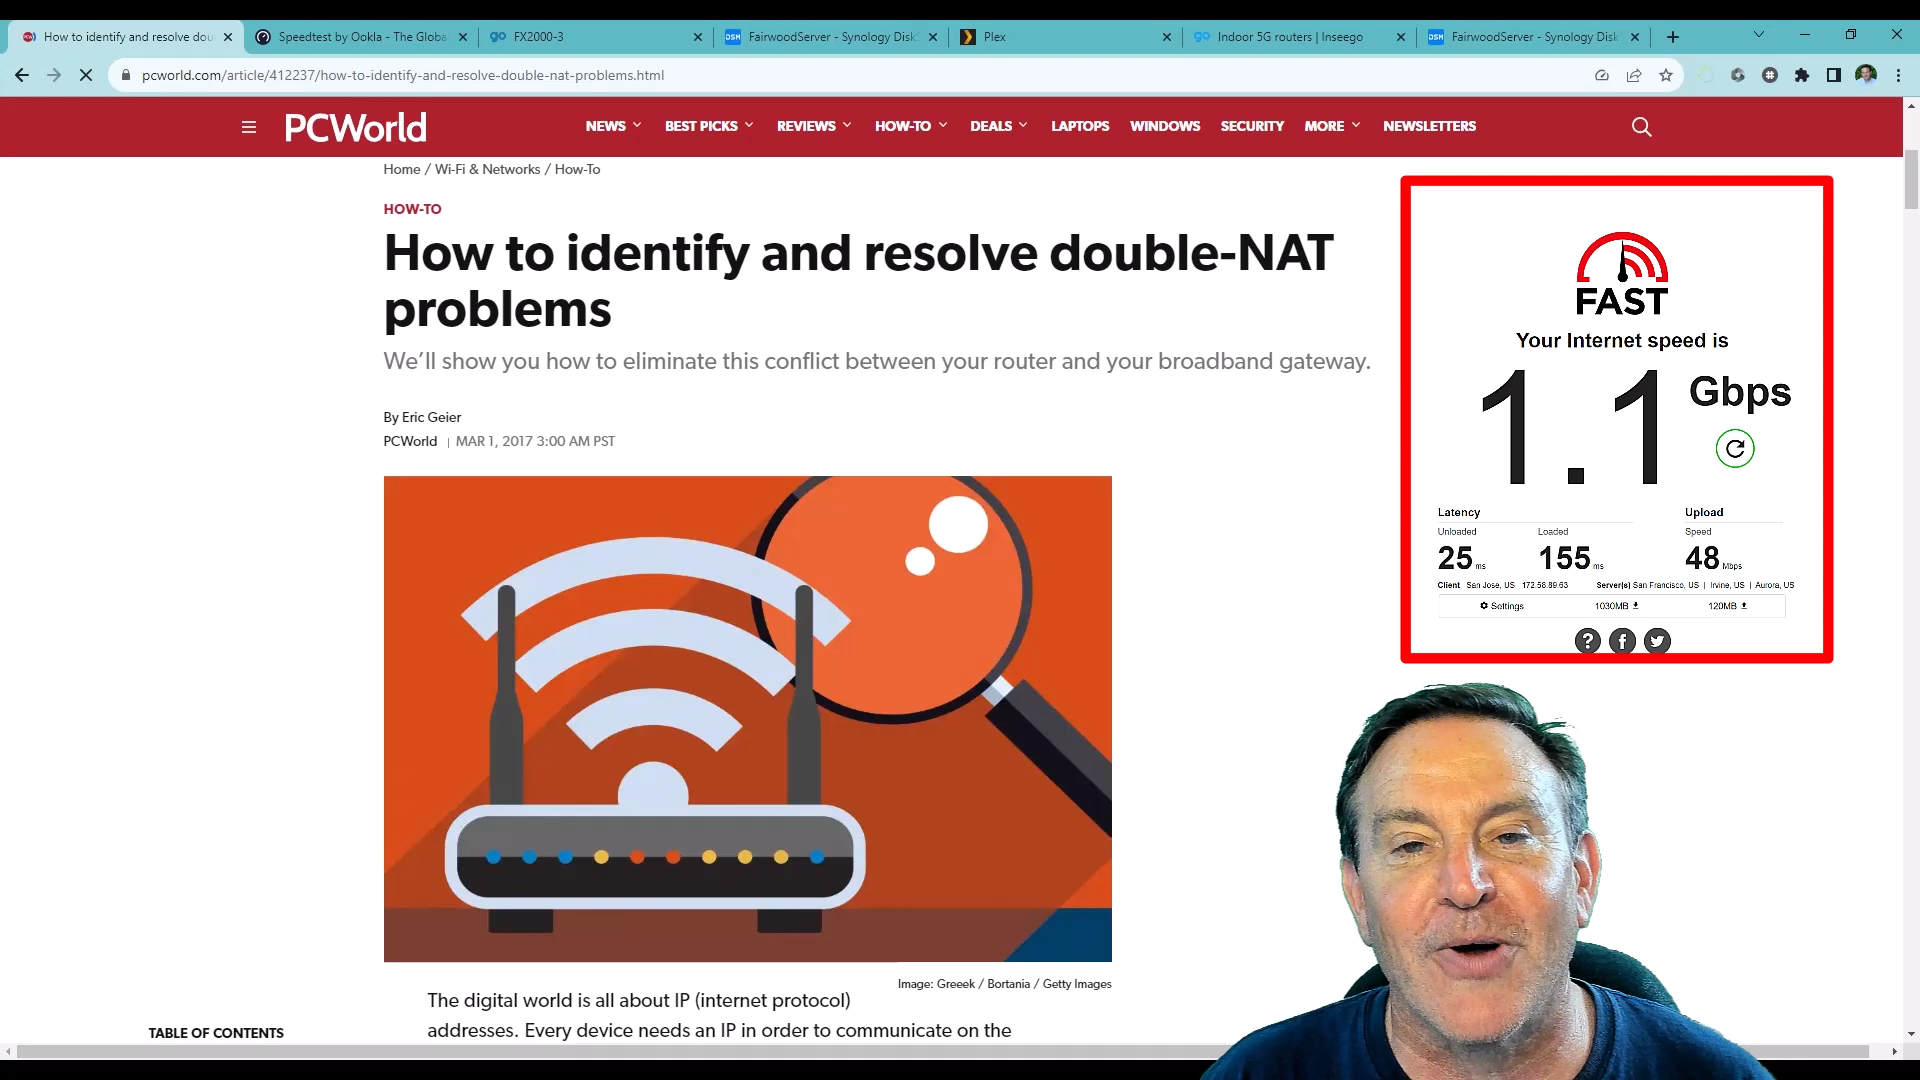 How to identify and resolve dou
Speedtest by Ookla - The Globa
FX2000-3
FairwoodServer - Synology Disk
Plex
Indoor 5G routers | Inseego
FairwoodServer - Synology Disk
pcworld.com/article/412237/how-to-identify-and-resolve-double-nat-problems.html
PCWorld
NEWS
BEST PICKS
REVIEWS
HOW-TO
DEALS
LAPTOPS
WINDOWS
SECURITY
MORE
NEWSLETTERS
Home / Wi-Fi & Networks / How-To
HOW-TO
How to identify and resolve double-NAT
problems
We’ll show you how to eliminate this conflict between your router and your broadband gateway.
By Eric Geier
PCWorld | MAR 1, 2017 3:00 AM PST
Image: Greeek / Bortania / Getty Images
The digital world is all about IP (internet protocol)
addresses. Every device needs an IP in order to communicate on the
TABLE OF CONTENTS
FAST
Your Internet speed is
1.1 Gbps
Latency
Upload
Unloaded
Loaded
Speed
25 ms
155 ms
48 Mbps
Client San Jose, US 172.58.89.63 Server(s) San Francisco, US | Irvine, US | Aurora, US
Settings
1030MB
120MB